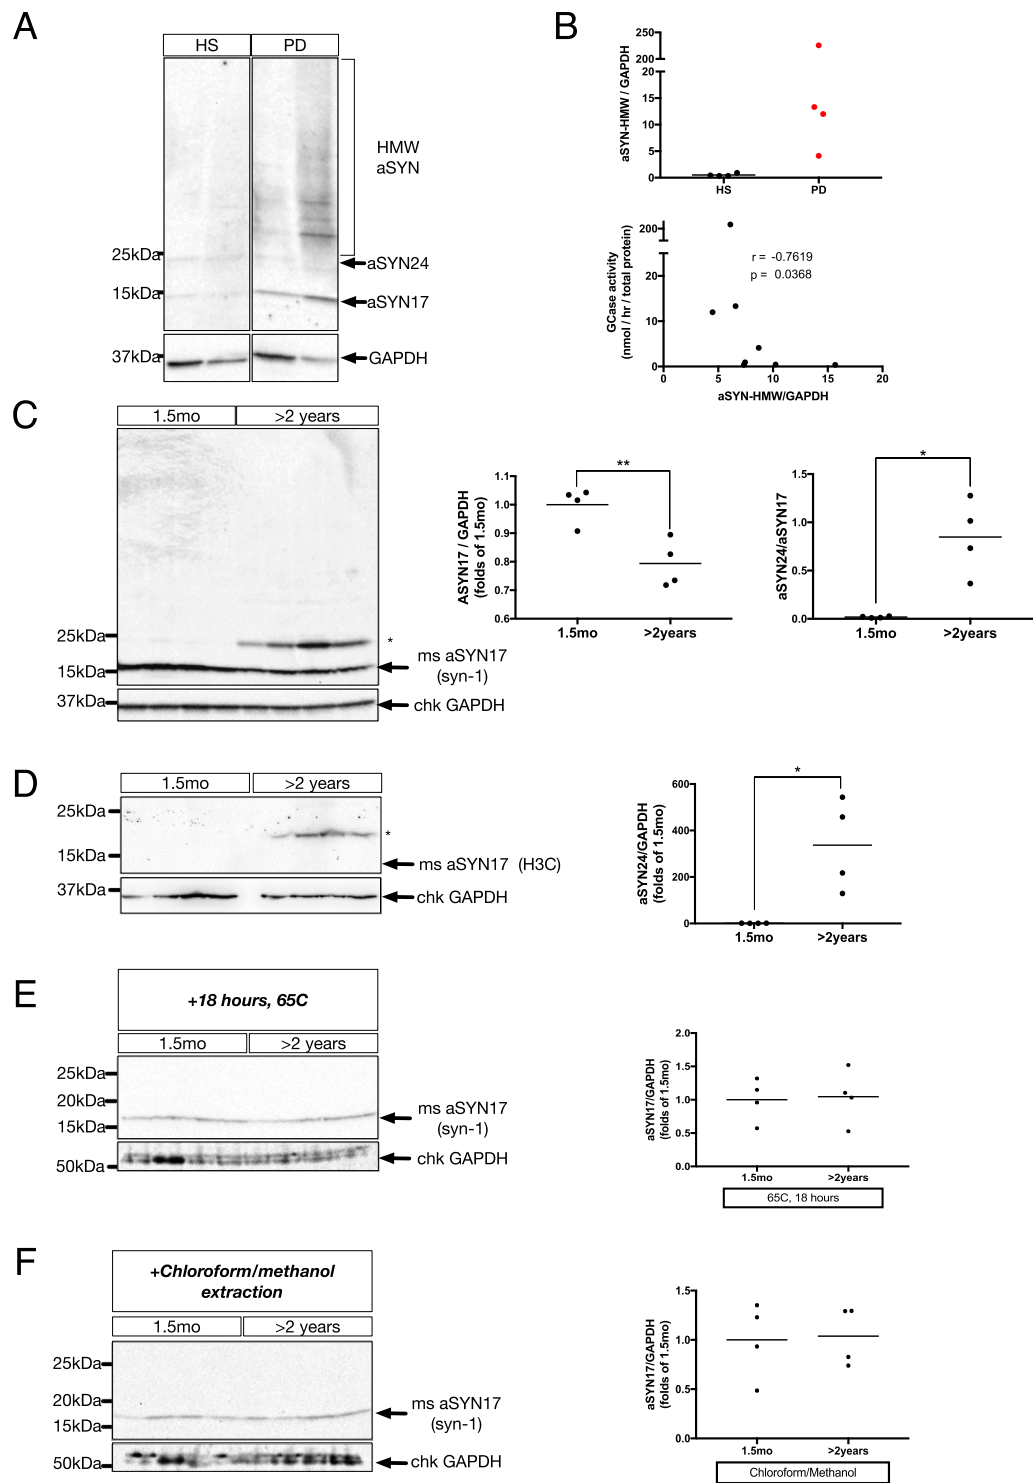 A
HS
PD
HMW
aSYN
25kDa
aSYN24
15kDa
aSYN17
37kDa
GAPDH
B
aSYN-HMW / GAPDH
250
200
20
15
10
5
0
HS
PD
GCase activity
(nmol / hr / total protein)
200
20
10
0
r = -0.7619
p = 0.0368
0
5
10
15
20
aSYN-HMW/GAPDH
C
1.5mo
>2 years
25kDa
*
ms aSYN17
15kDa
(syn-1)
37kDa
chk GAPDH
ASYN17 / GAPDH
(folds of 1.5mo)
1.1
1.0
0.9
0.8
0.7
0.6
**
1.5mo
>2years
aSYN24/aSYN17
1.5
1.0
0.5
0.0
*
1.5mo
>2years
D
1.5mo
>2 years
25kDa
*
15kDa
ms aSYN17 (H3C)
37kDa
chk GAPDH
aSYN24/GAPDH
(folds of 1.5mo)
600
400
200
0
*
1.5mo
>2years
E
+18 hours, 65C
1.5mo
>2 years
25kDa
20kDa
ms aSYN17
15kDa
(syn-1)
50kDa
chk GAPDH
aSYN17/GAPDH
(folds of 1.5mo)
2.0
1.5
1.0
0.5
0.0
1.5mo
>2years
65C, 18 hours
F
+Chloroform/methanol
extraction
1.5mo
>2 years
25kDa
20kDa
ms aSYN17
15kDa
(syn-1)
50kDa
chk GAPDH
aSYN17/GAPDH
(folds of 1.5mo)
1.5
1.0
0.5
0.0
1.5mo
>2years
Chloroform/Methanol